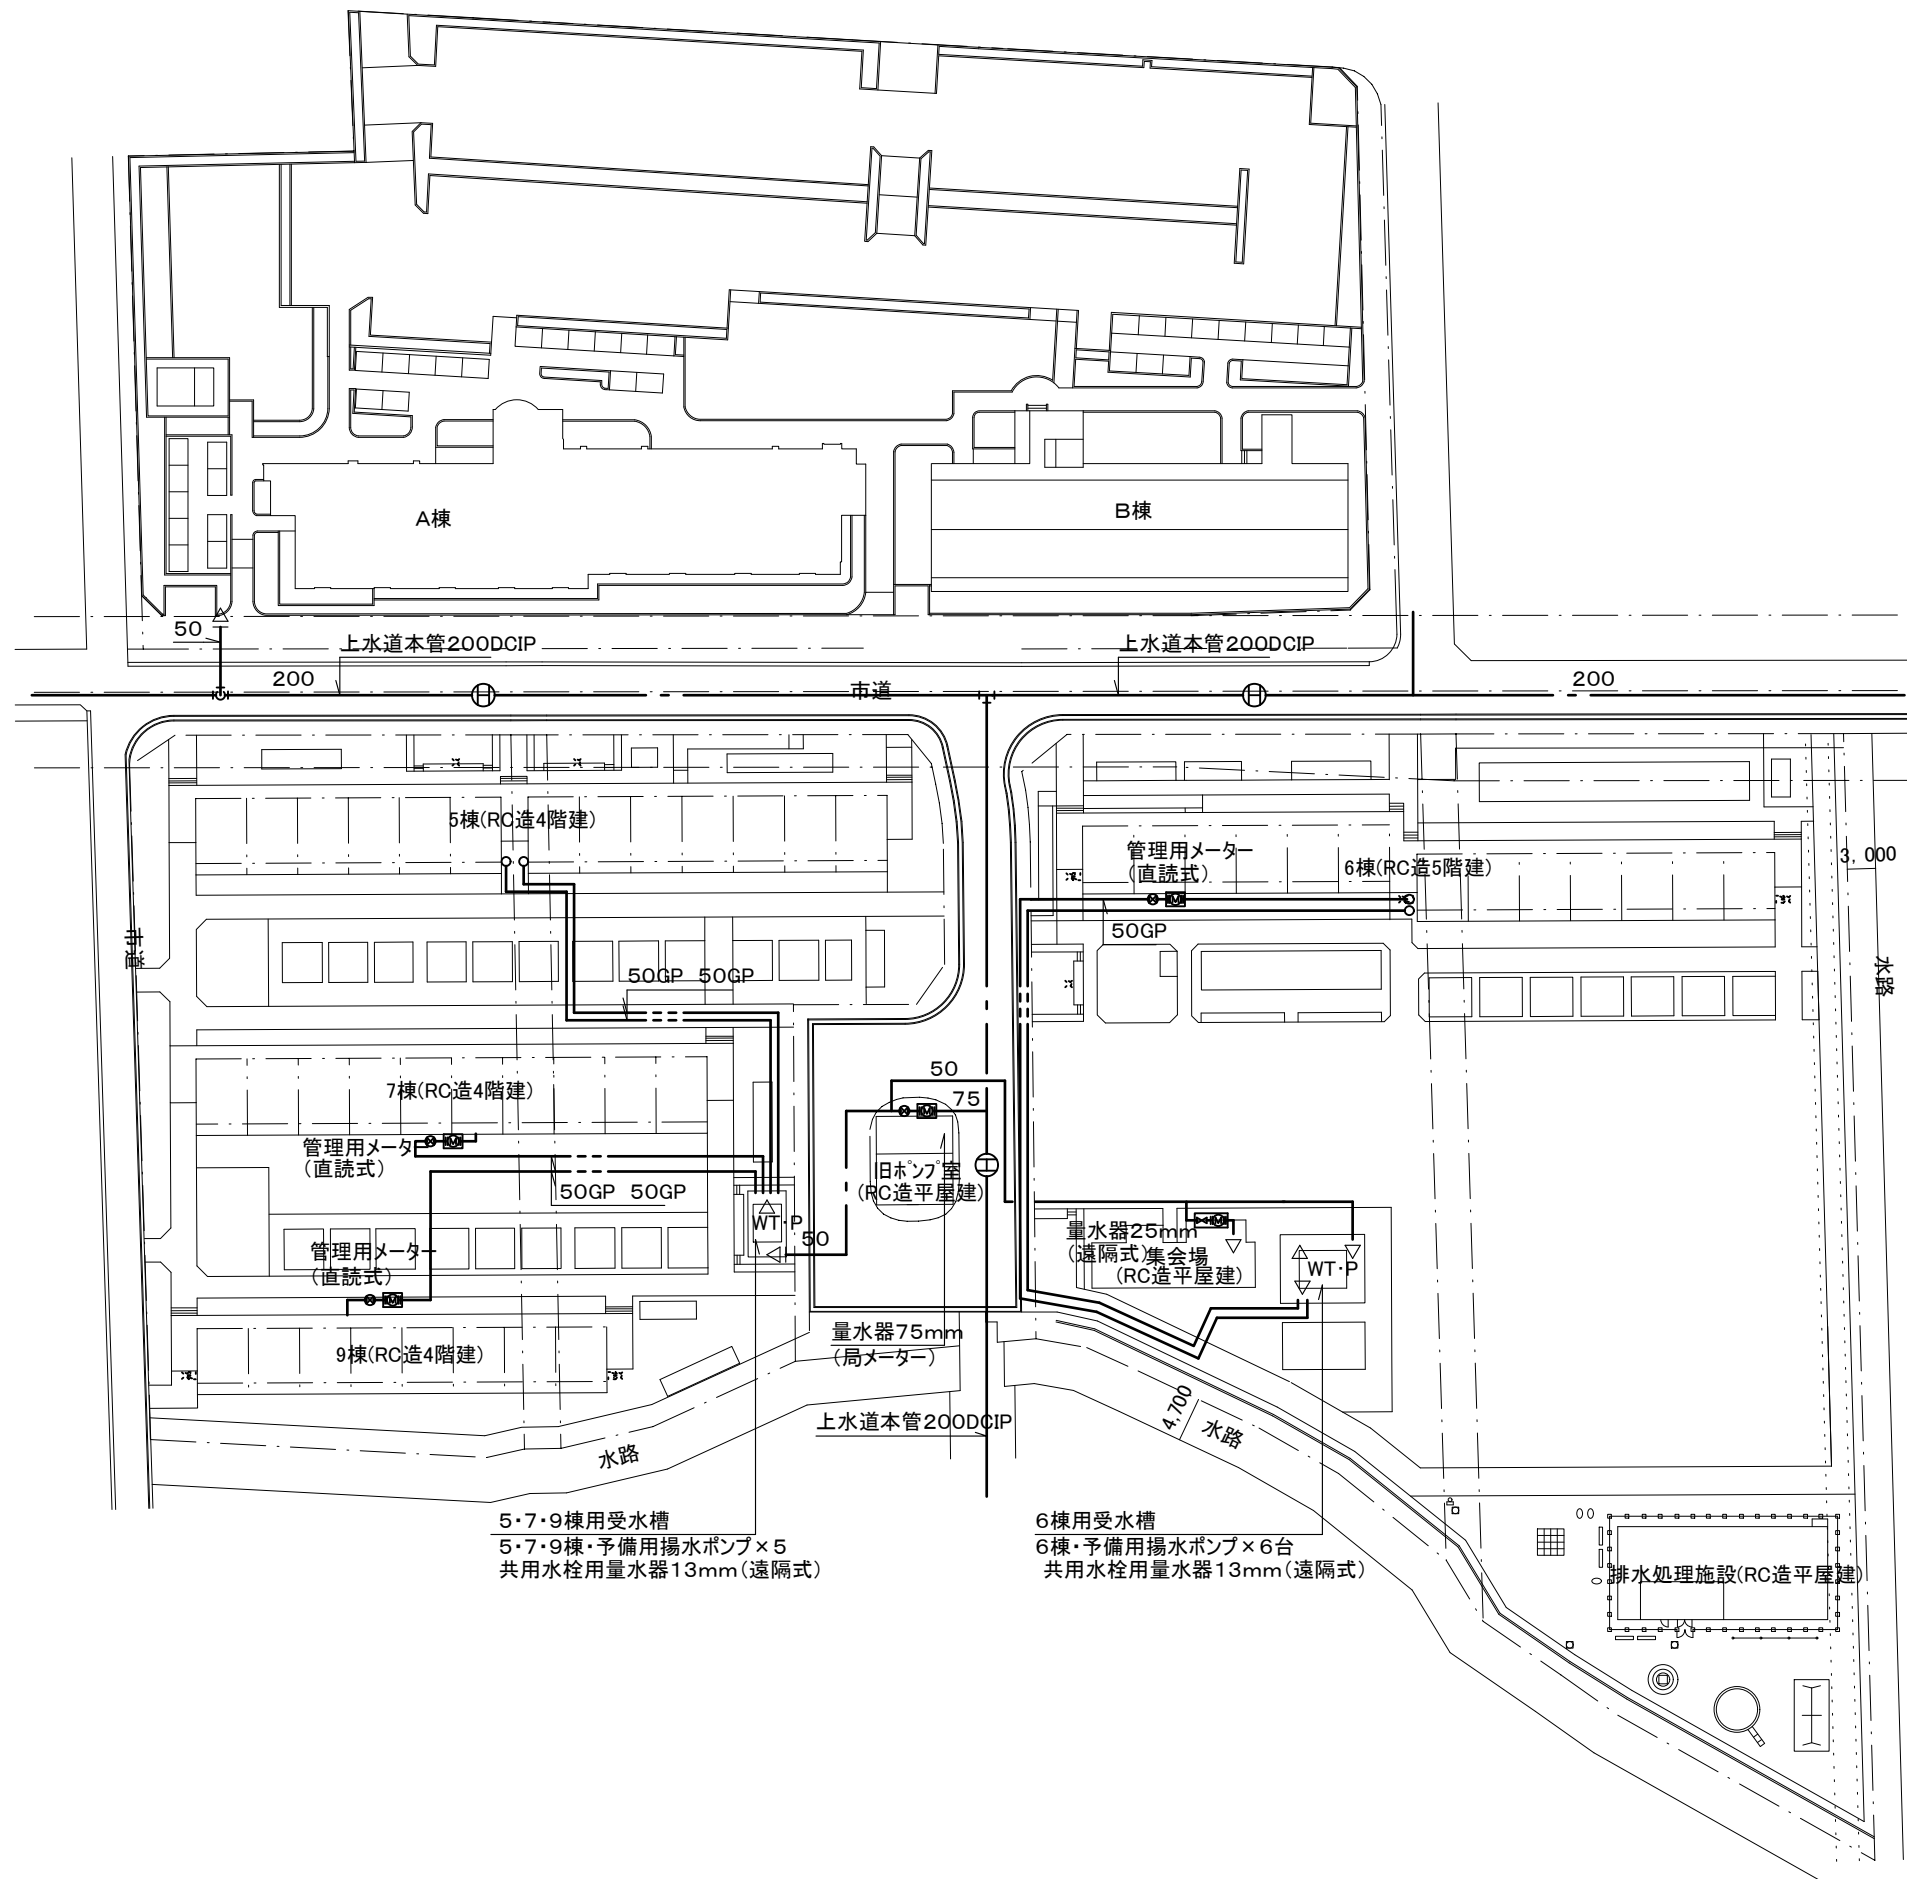 A棟
B棟
50
上水道本管200DCIP
上水道本管200DCIP
200
市道
200
5棟(RC造4階建)
管理用メーター
(直読式)
6棟(RC造5階建)
3,000
50GP
市道
水路
50GP 50GP
50
75
7棟(RC造4階建)
管理用メータ
(直読式)
旧ポンプ室
(RC造平屋建)
50GP 50GP
WT・P
50
量水器25mm
(遠隔式)
集会場
(RC造平屋建)
WT・P
管理用メーター
(直読式)
量水器75mm
(局メーター)
9棟(RC造4階建)
上水道本管200DCIP
4,700
水路
水路
5・7・9棟用受水槽
5・7・9棟・予備用揚水ポンプ×5
共用水栓用量水器13mm(遠隔式)
6棟用受水槽
6棟・予備用揚水ポンプ×6台
共用水栓用量水器13mm(遠隔式)
排水処理施設(RC造平屋建)